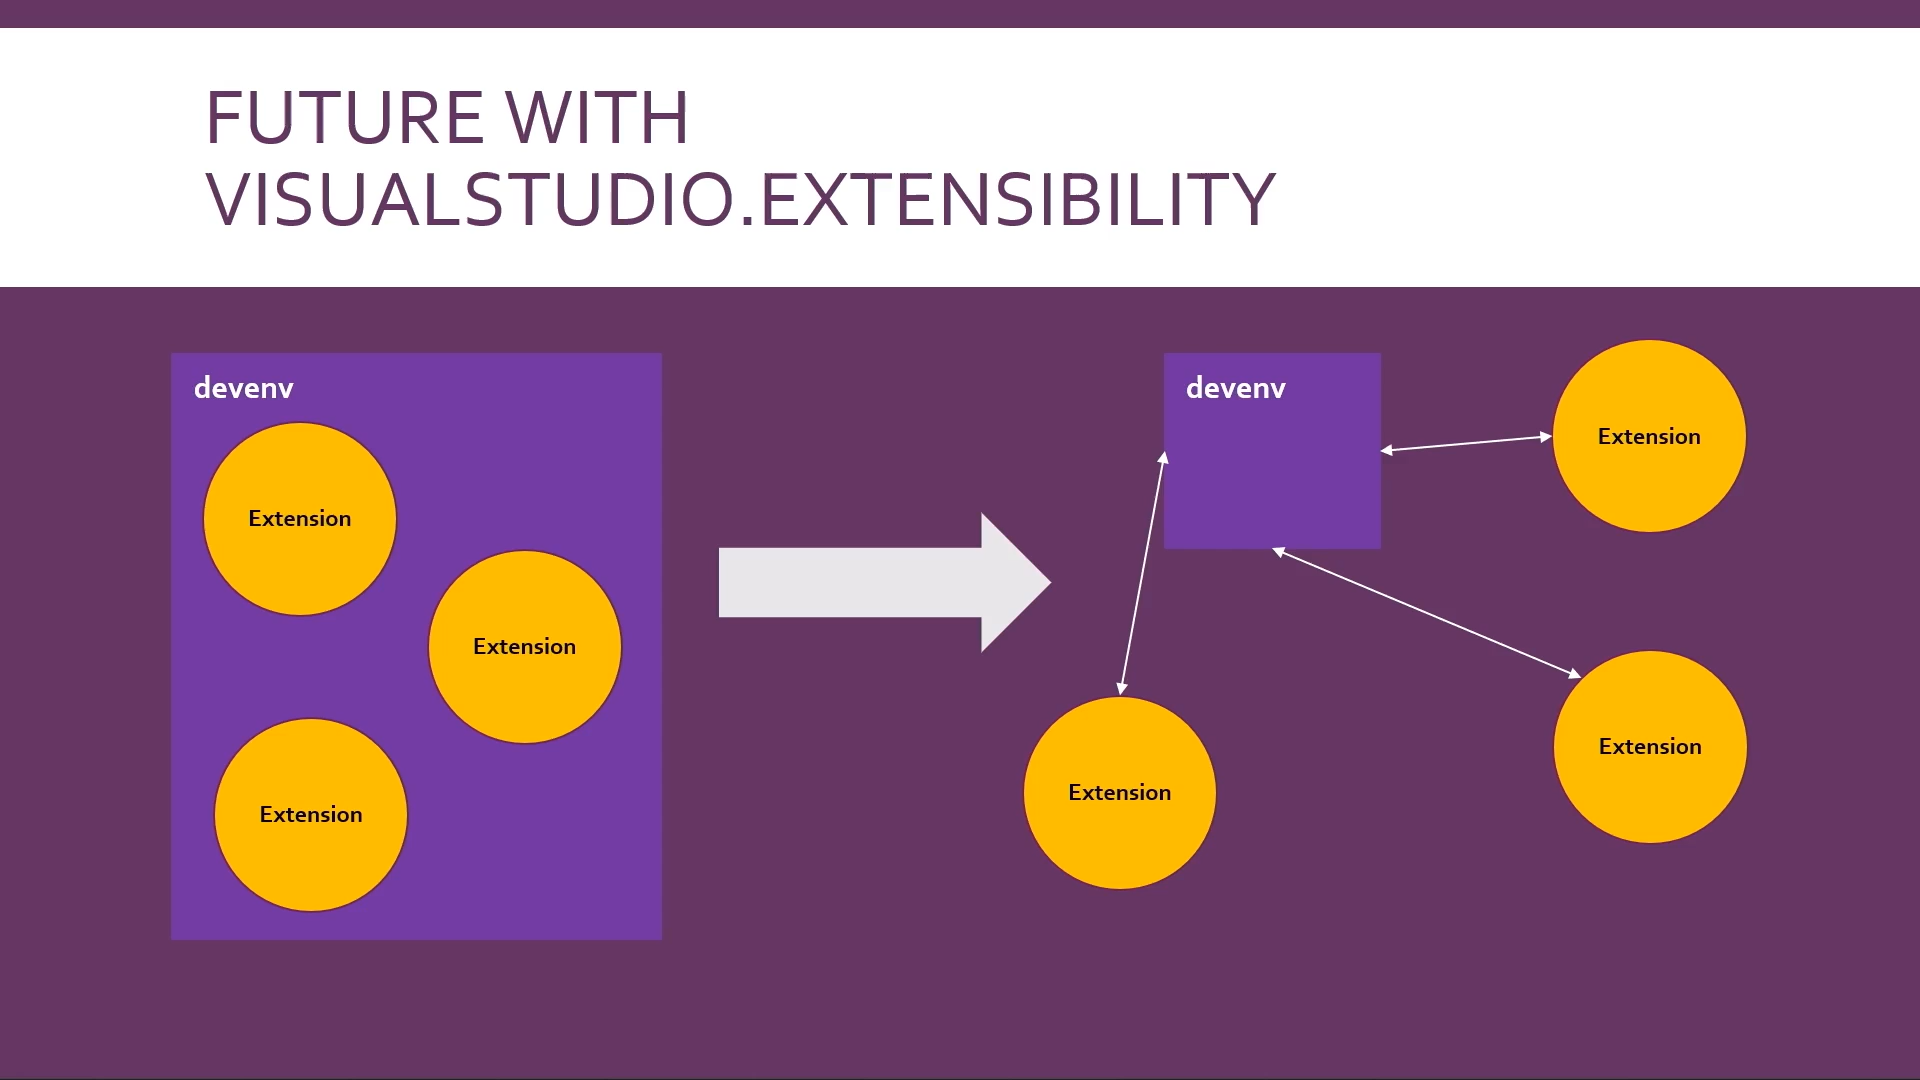 FUTURE WITH
VISUALSTUDIO.EXTENSIBILITY
devenv
Extension
Extension
Extension
devenv
Extension
Extension
Extension